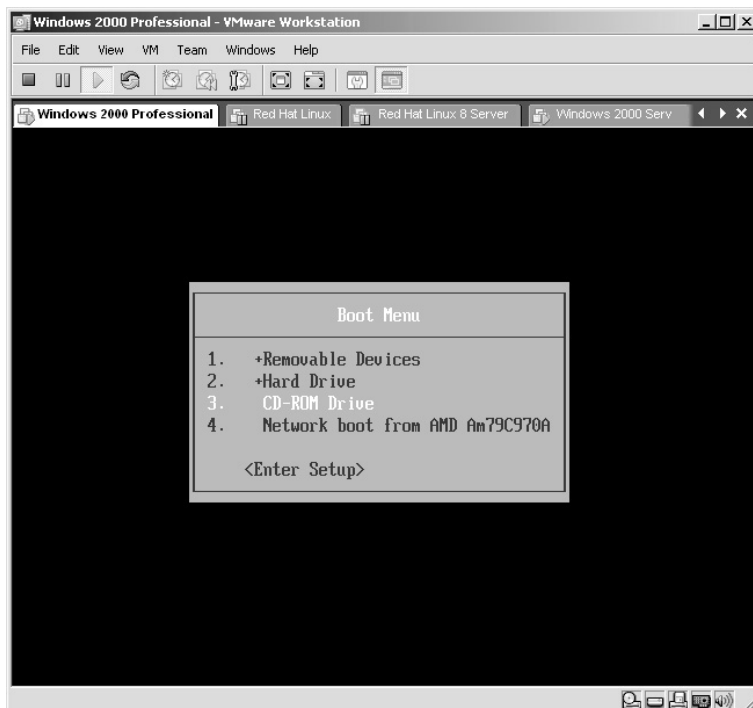 Windows 2000 Professional - VMware Workstation
File Edit View VM Team Windows Help
Windows 2000 Professional Red Hat Linux Red Hat Linux 8 Server Windows 2000 Serv
Boot Menu
1. +Removable Devices
2. +Hard Drive
3. CD-ROM Drive
4. Network boot from AMD Am79C970A
<Enter Setup>